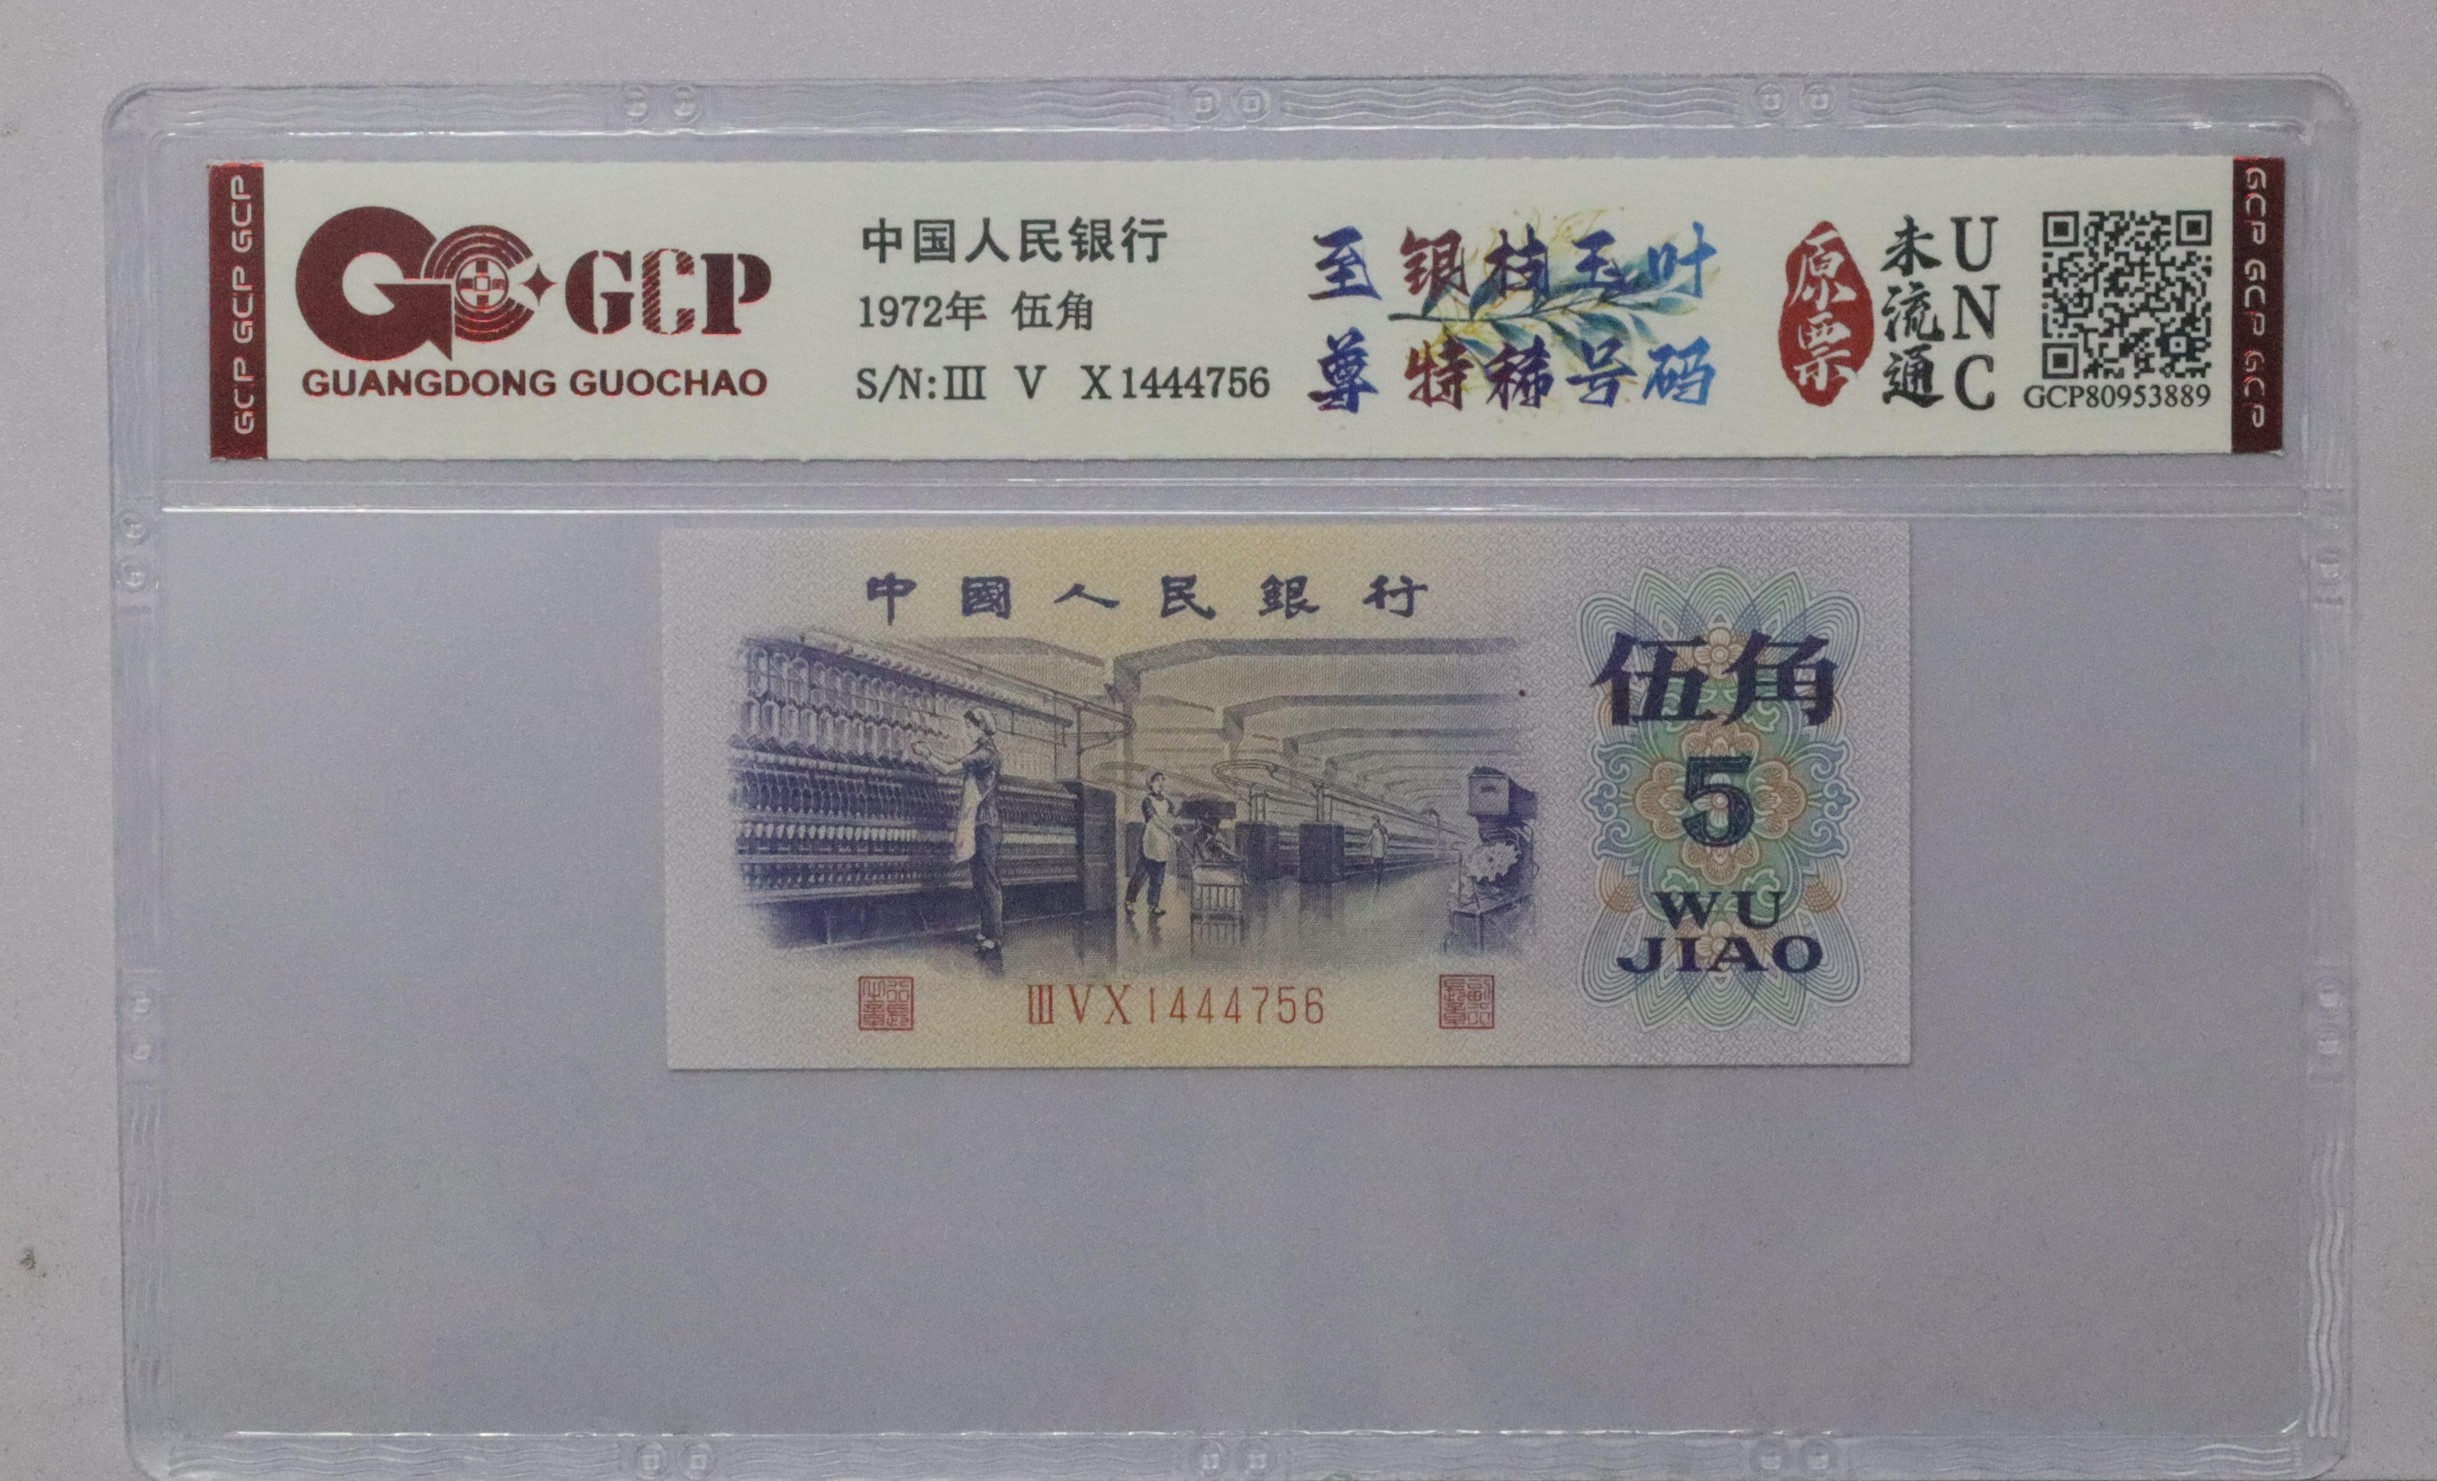 GCP GCP GCP
GCP
GUANGDONG GUOCHAO
中国人民银行
1972年 伍角
S/N:III V X1444756
至尊
银枝玉叶
特稀号码
原票
未流通
UNC
GCP80953889
GCP GCP GCP
中國人民銀行
伍角
5
WU
JIAO
IIIVX1444756